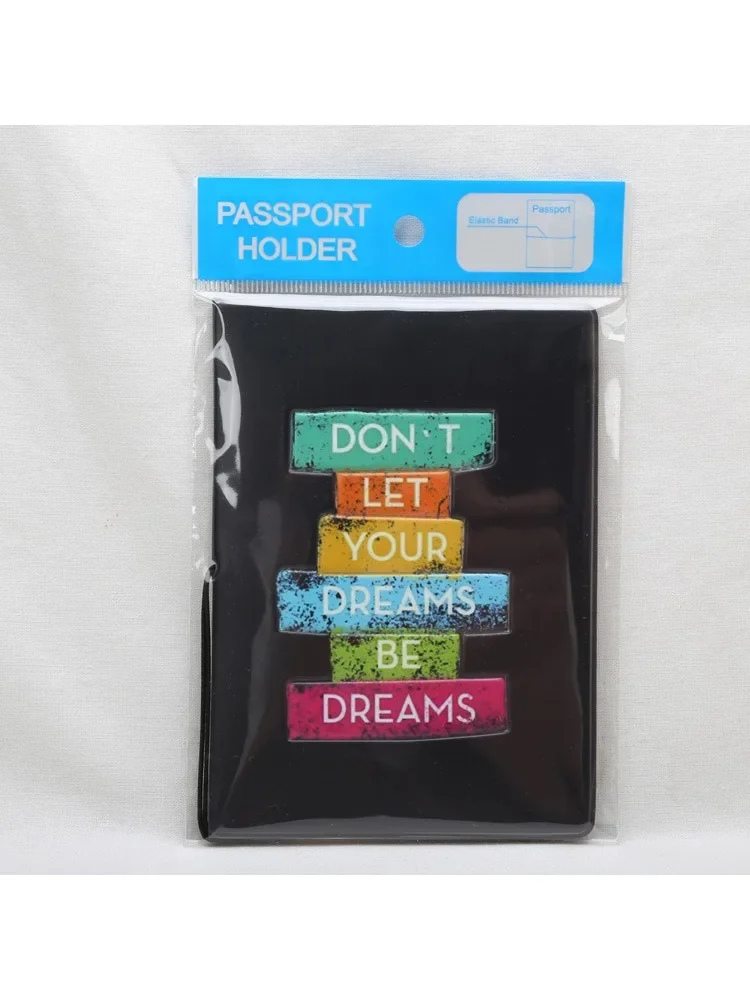 PASSPORT
HOLDER
Elastic Band
Passport
DON'T
LET
YOUR
DREAMS
BE
DREAMS